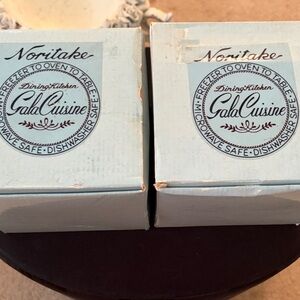 Noritake
FREEZER TO OVEN TO TABLE
Dining Kitchen
Gala Cuisine
MICROWAVE SAFE · DISHWASHER SAFE
Noritake
FREEZER TO OVEN TO TABLE
Dining Kitchen
Gala Cuisine
MICROWAVE SAFE · DISHWASHER SAFE